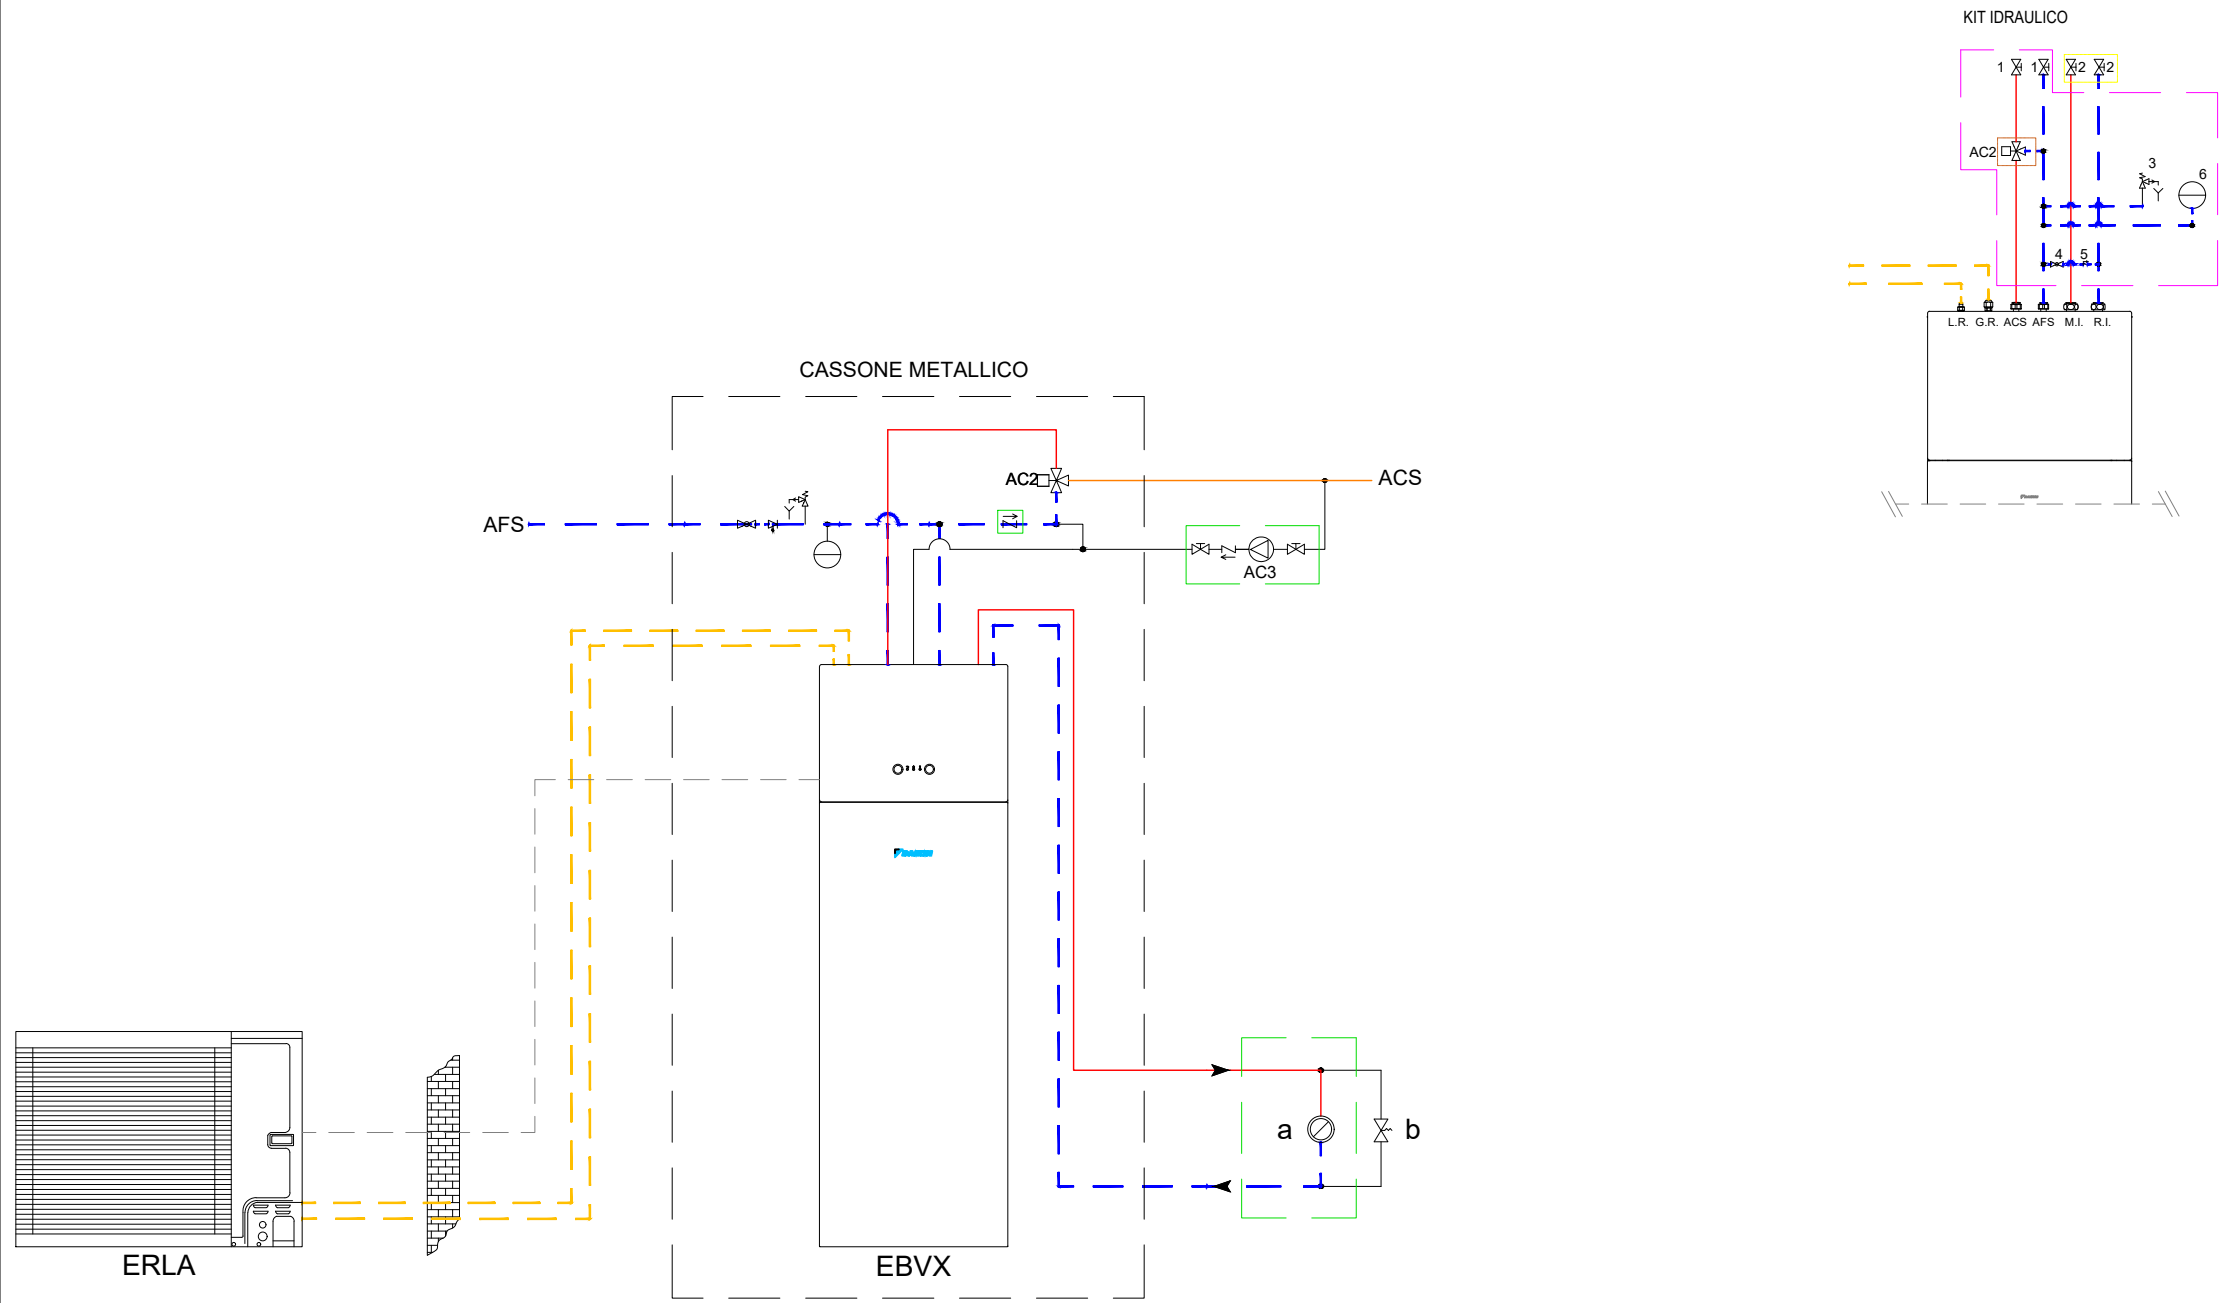 KIT IDRAULICO
1 1 2 2
AC2
3
6
4 5
L.R. G.R. ACS AFS M.I. R.I.
CASSONE METALLICO
AC2
ACS
AFS
AC3
DAIKIN
a b
ERLA
EBVX